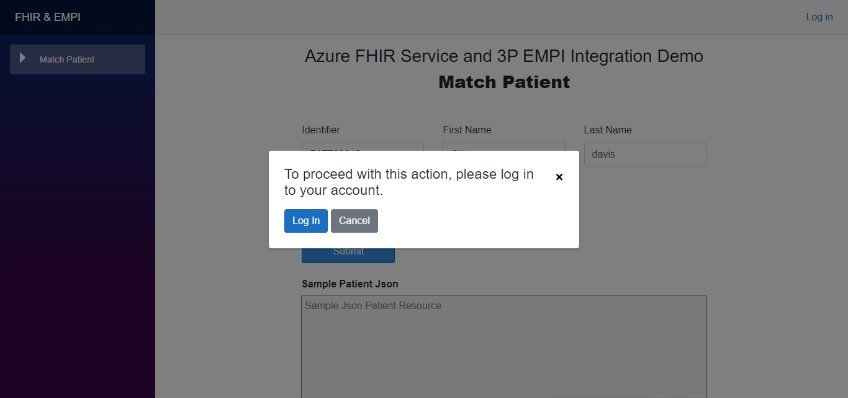 FHIR & EMPI
Log in
Match Patient
Azure FHIR Service and 3P EMPI Integration Demo
Match Patient
Identifier
First Name
Last Name
davis
To proceed with this action, please log in
to your account.
×
Log In
Cancel
Submit
Sample Patient Json
Sample Json Patient Resource